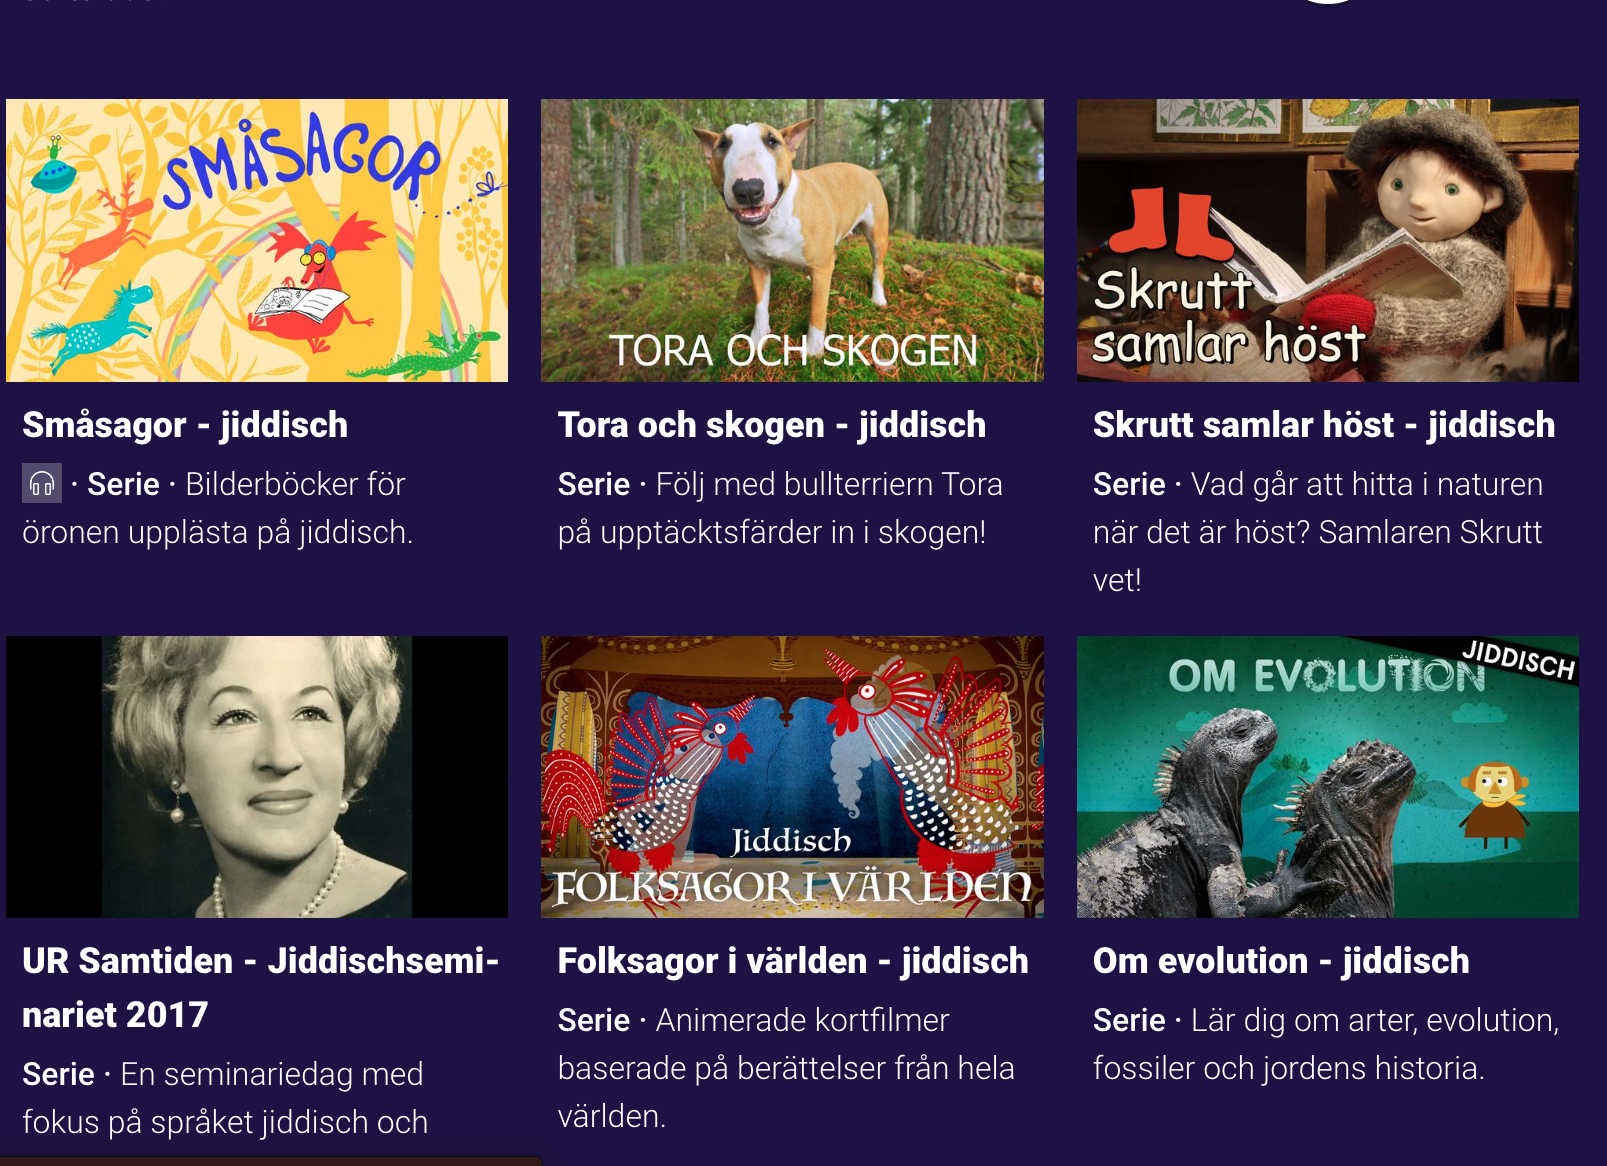 SMÅSAGOR
TORA OCH SKOGEN
Skrutt
samlar höst
Småsagor - jiddisch
Tora och skogen - jiddisch
Skrutt samlar höst - jiddisch
· Serie · Bilderböcker för
öronen upplästa på jiddisch.
Serie · Följ med bullterriern Tora
på upptäcktsfärder in i skogen!
Serie · Vad går att hitta i naturen
när det är höst? Samlaren Skrutt
vet!
Jiddisch
FOLKSAGOR I VÄRLDEN
JIDDISCH
OM EVOLUTION
UR Samtiden - Jiddischsemi-
nariet 2017
Serie · En seminariedag med
fokus på språket jiddisch och
Folksagor i världen - jiddisch
Serie · Animerade kortfilmer
baserade på berättelser från hela
världen.
Om evolution - jiddisch
Serie · Lär dig om arter, evolution,
fossiler och jordens historia.